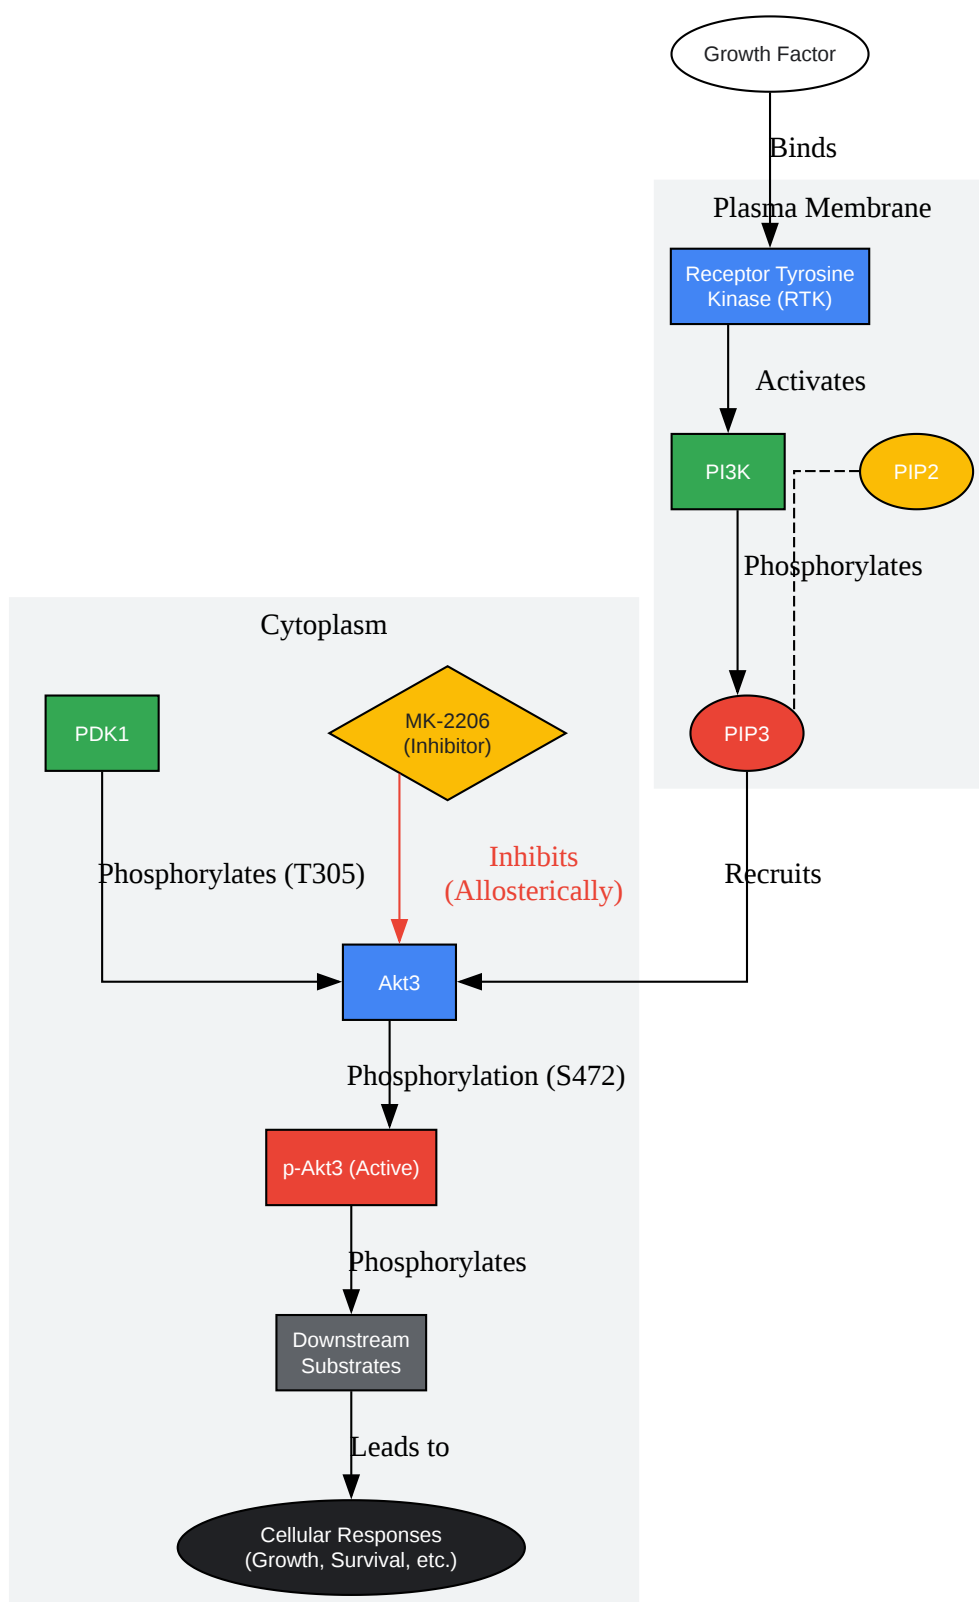 Growth Factor
Binds
Plasma Membrane
Receptor Tyrosine
Kinase (RTK)
Activates
PI3K
PIP2
Phosphorylates
Cytoplasm
PDK1
MK-2206
(Inhibitor)
PIP3
Phosphorylates (T305)
Inhibits
(Allosterically)
Recruits
Akt3
Phosphorylation (S472)
p-Akt3 (Active)
Phosphorylates
Downstream
Substrates
Leads to
Cellular Responses
(Growth, Survival, etc.)